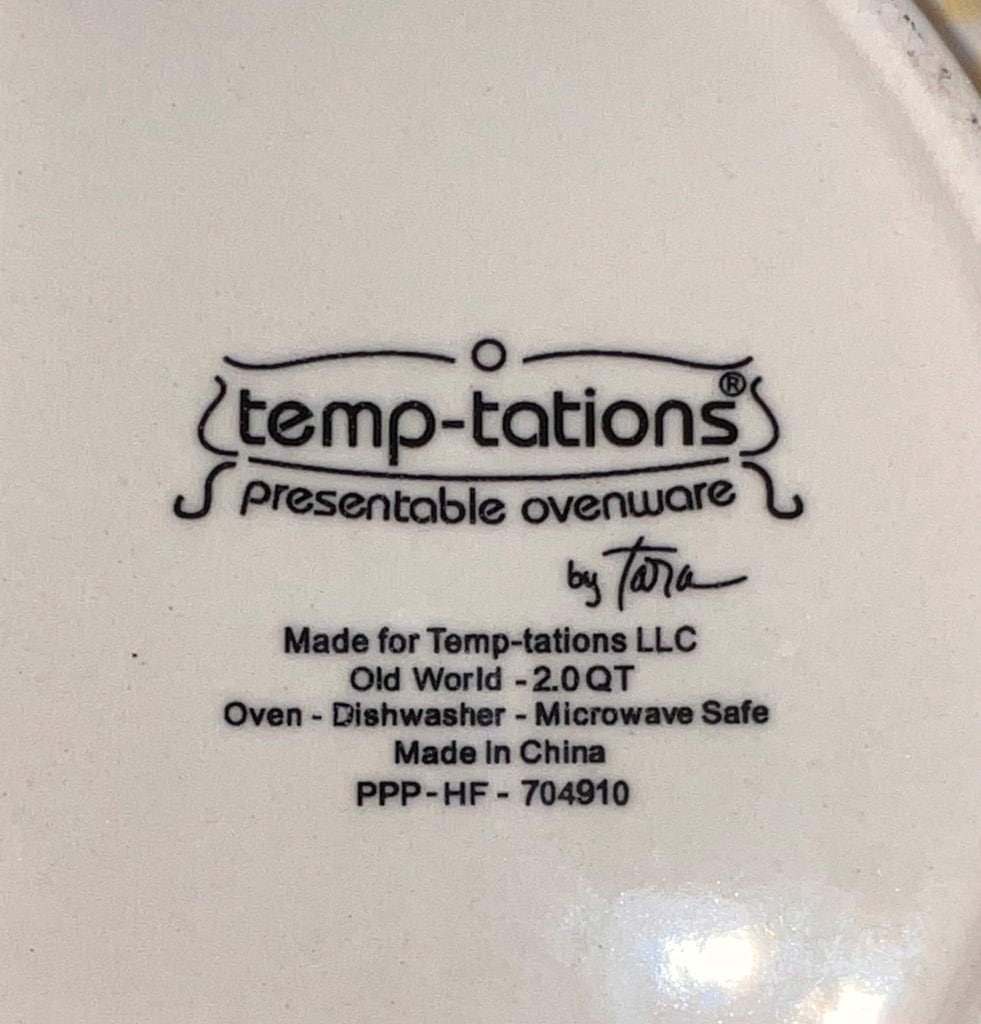 temp-tations®
presentable ovenware
by Tara
Made for Temp-tations LLC
Old World - 2.0 QT
Oven - Dishwasher - Microwave Safe
Made In China
PPP-HF - 704910